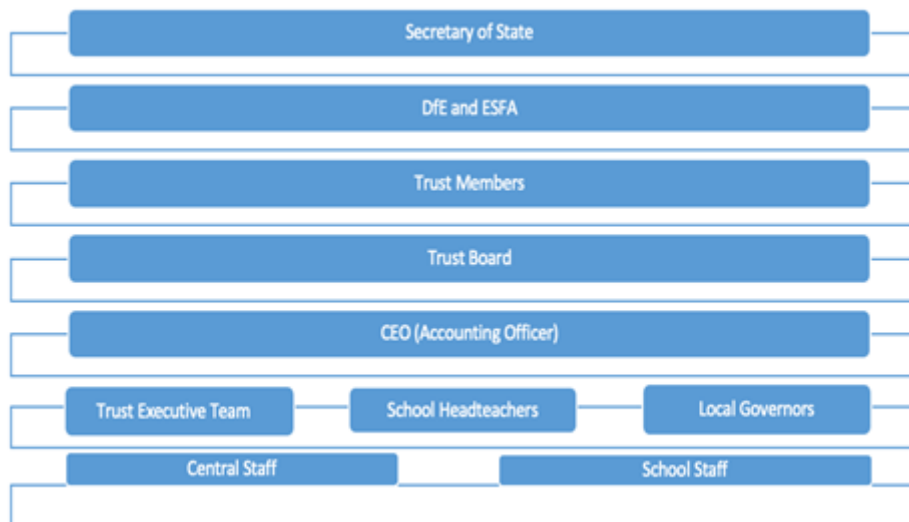 Secretary of State
DfE and ESFA
Trust Members
Trust Board
CEO (Accounting Officer)
Trust Executive Team
School Headteachers
Local Governors
Central Staff
School Staff